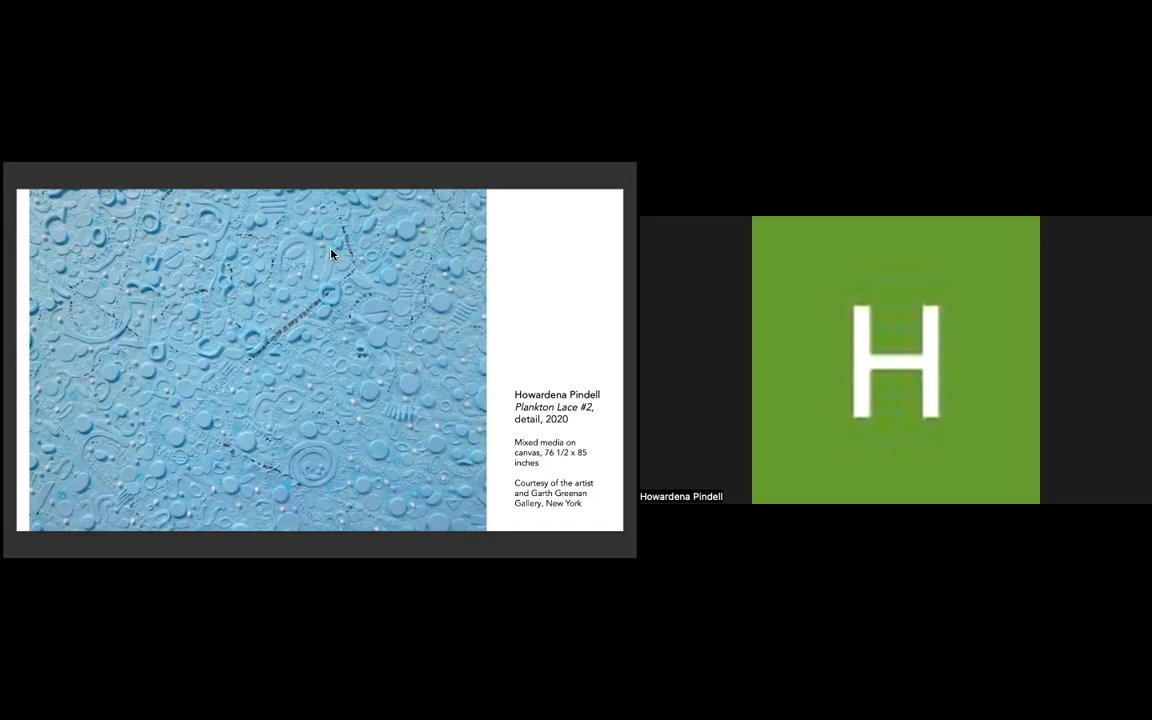 Howardena Pindell
Plankton Lace #2,
detail, 2020
Mixed media on
canvas, 76 1/2 x 85
inches
Courtesy of the artist
and Garth Greenan
Gallery, New York
H
Howardena Pindell